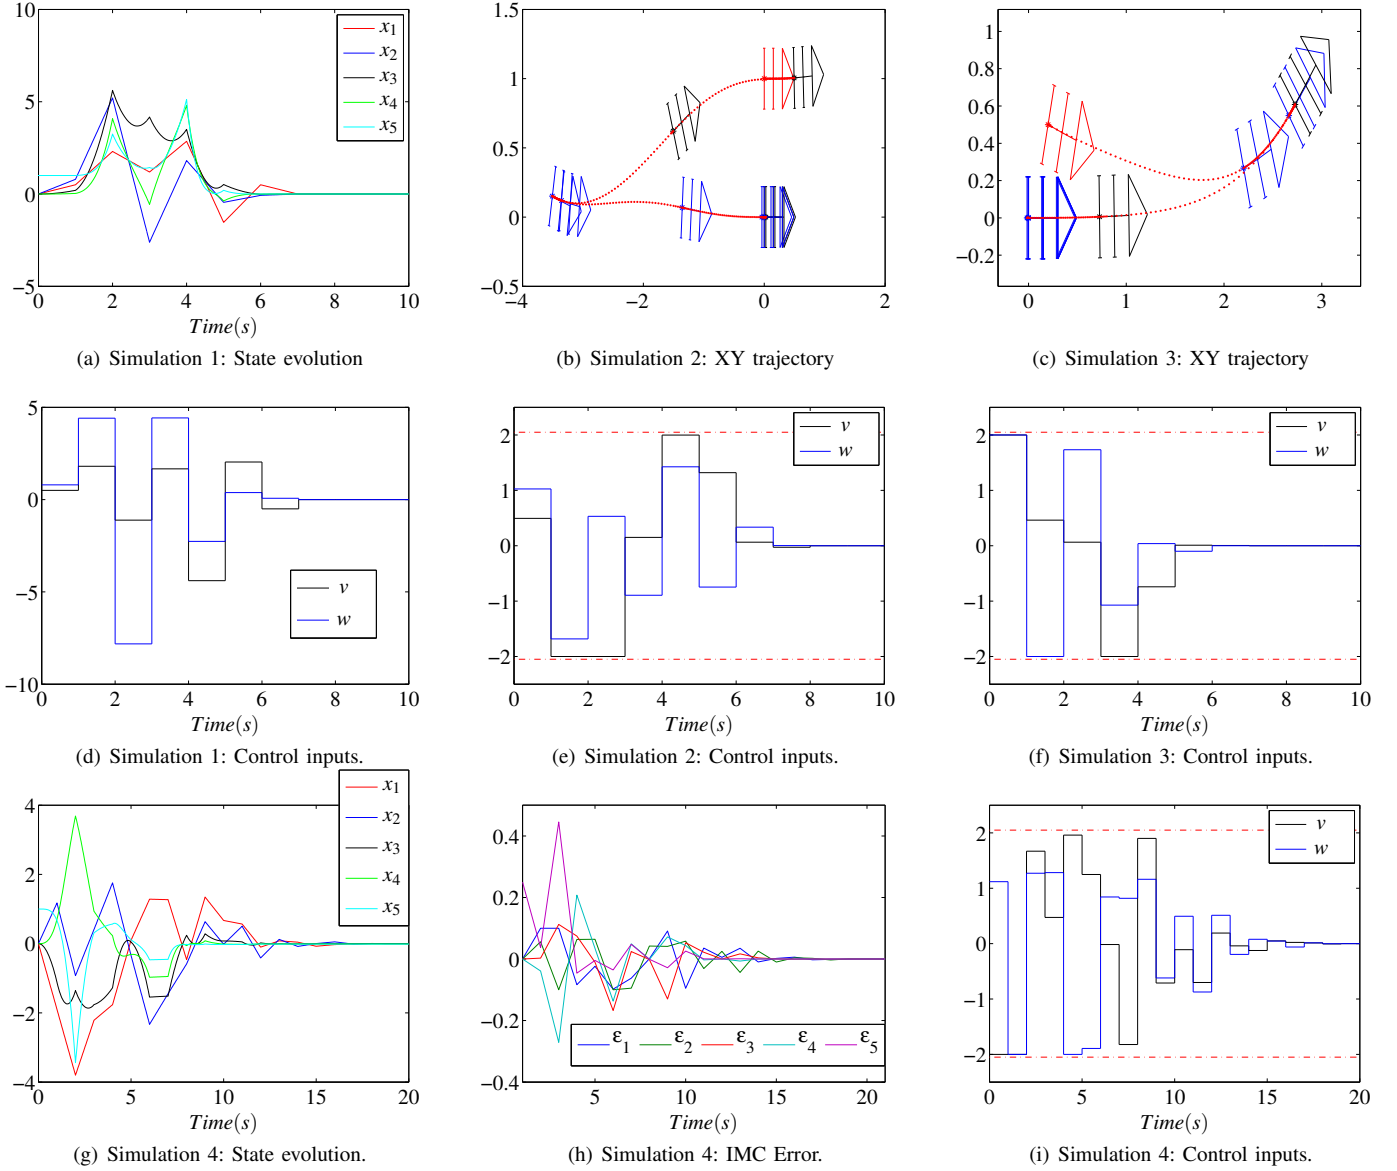 10
5
0
−5
0 2 4 6 8 10
x1
x2
x3
x4
x5
Time(s)
(a) Simulation 1: State evolution
1.5
1
0.5
0
−0.5
−4 −2 0 2
(b) Simulation 2: XY trajectory
1
0.8
0.6
0.4
0.2
0
−0.2
0 1 2 3
(c) Simulation 3: XY trajectory
5
0
−5
−10
0 2 4 6 8 10
v
w
Time(s)
(d) Simulation 1: Control inputs.
2
1
0
−1
−2
0 2 4 6 8 10
v
w
Time(s)
(e) Simulation 2: Control inputs.
2
1
0
−1
−2
0 2 4 6 8 10
v
w
Time(s)
(f) Simulation 3: Control inputs.
4
2
0
−2
−4
0 5 10 15 20
x1
x2
x3
x4
x5
Time(s)
(g) Simulation 4: State evolution.
0.4
0.2
0
−0.2
−0.4
5 10 15 20
ε1 ε2 ε3 ε4 ε5
Time(s)
(h) Simulation 4: IMC Error.
2
1
0
−1
−2
0 5 10 15 20
v
w
Time(s)
(i) Simulation 4: Control inputs.